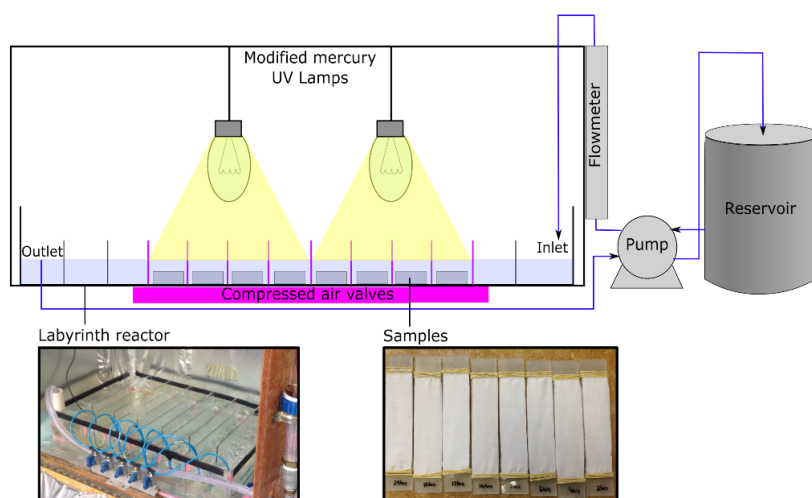 Modified mercury
UV Lamps
Flowmeter
Reservoir
Outlet
Inlet
Pump
Compressed air valves
Labyrinth reactor
Samples